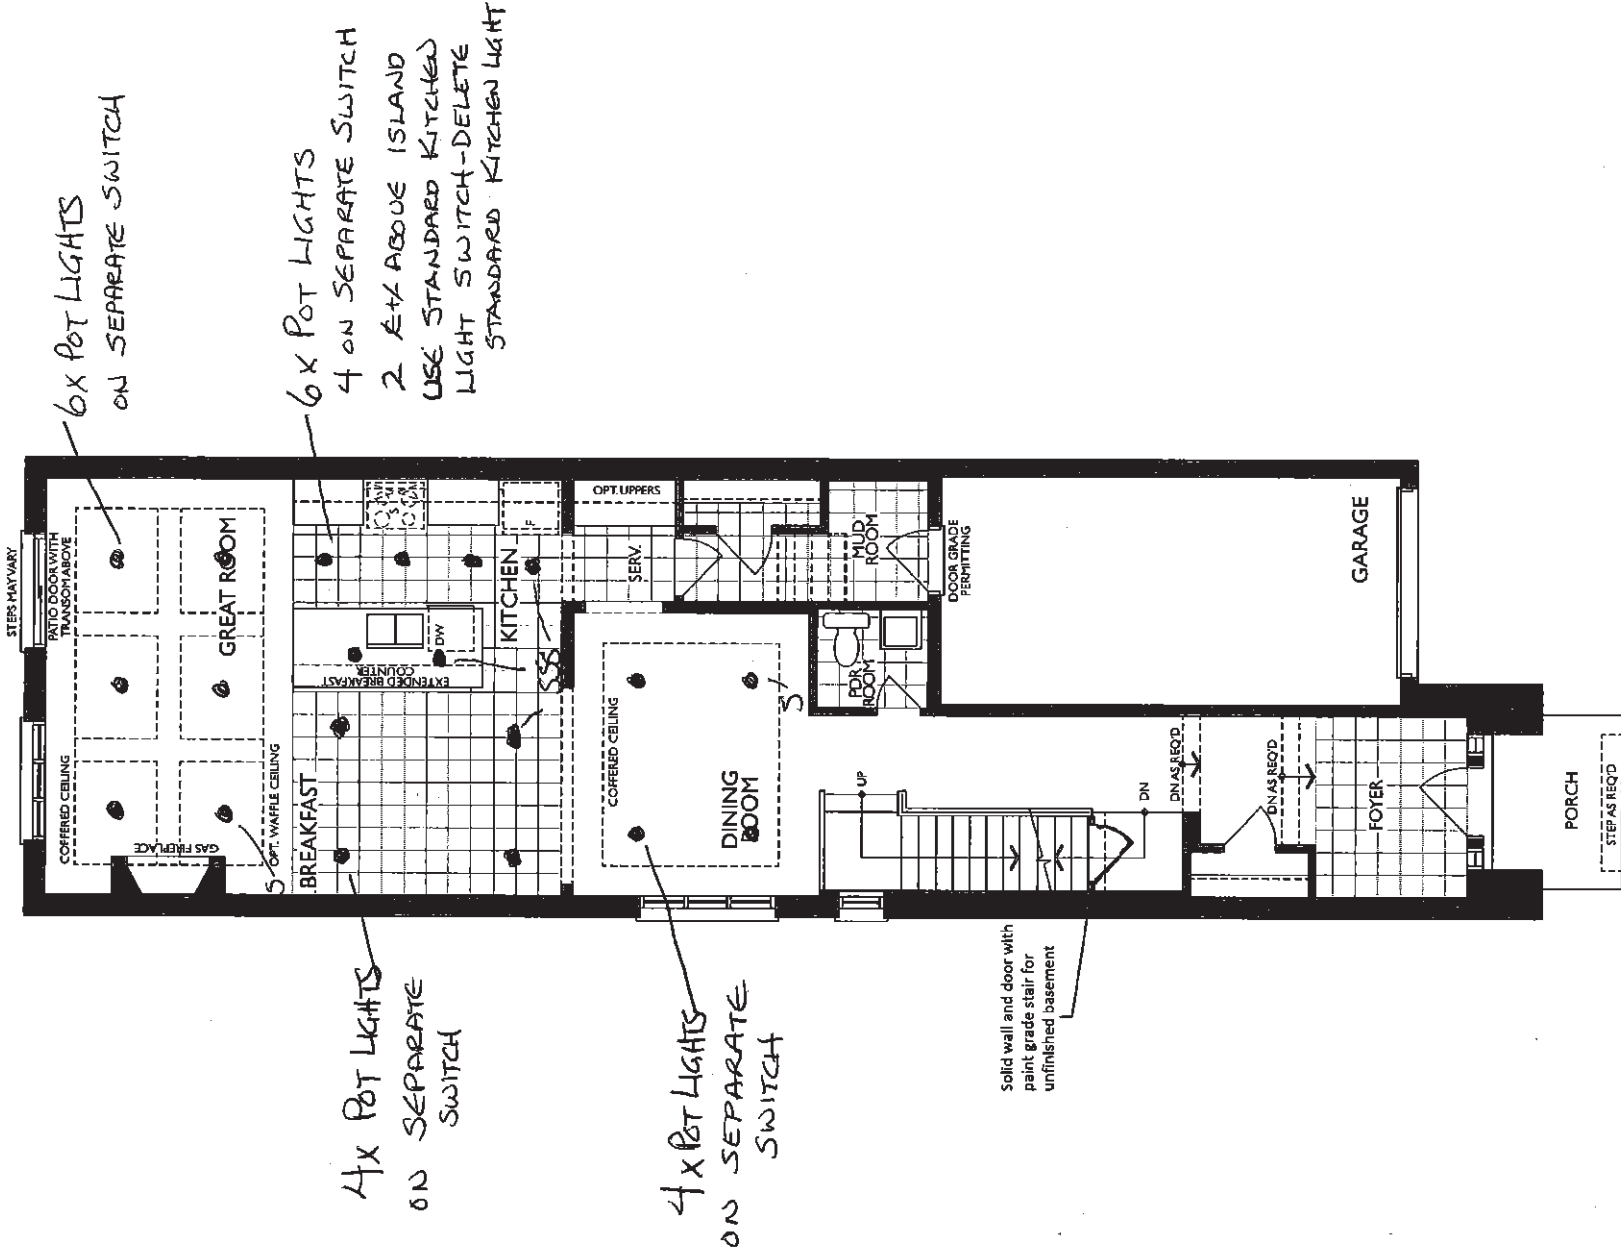 6x POT LIGHTS
ON SEPARATE SWITCH
6x POT LIGHTS
4 ON SEPARATE SWITCH
2 ABOVE ISLAND
USE STANDARD KITCHEN
LIGHT SWITCH-DELETE
STANDARD KITCHEN LIGHT
STEPS MAY VARY
PATIO DOOR WITH
TRANSOM ABOVE
COFFERED CEILING
GREAT ROOM
GAS FIREPLACE
OPT. WAFFLE CEILING
S
BREAKFAST
EXTENDED BREAKFAST
COUNTER
DW
S
F
KITCHEN
SSS
OPT. UPPERS
SERV.
COFFERED CEILING
DINING
ROOM
S
PDR.
ROOM
MUD
ROOM
DOOR GRADE
PERMITTING
GARAGE
UP
DN
DN AS REQ'D
DN AS REQ'D
FOYER
PORCH
STEP AS REQ'D
4x POT LIGHTS
ON SEPARATE
SWITCH
4x POT LIGHTS
ON SEPARATE
SWITCH
Solid wall and door with
paint grade stair for
unfinished basement